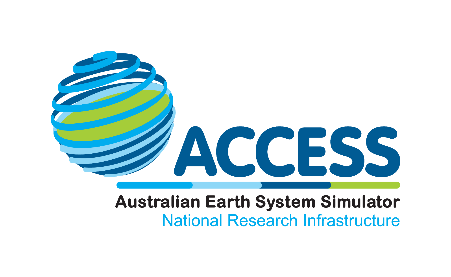 ACCESS
Australian Earth System Simulator
National Research Infrastructure